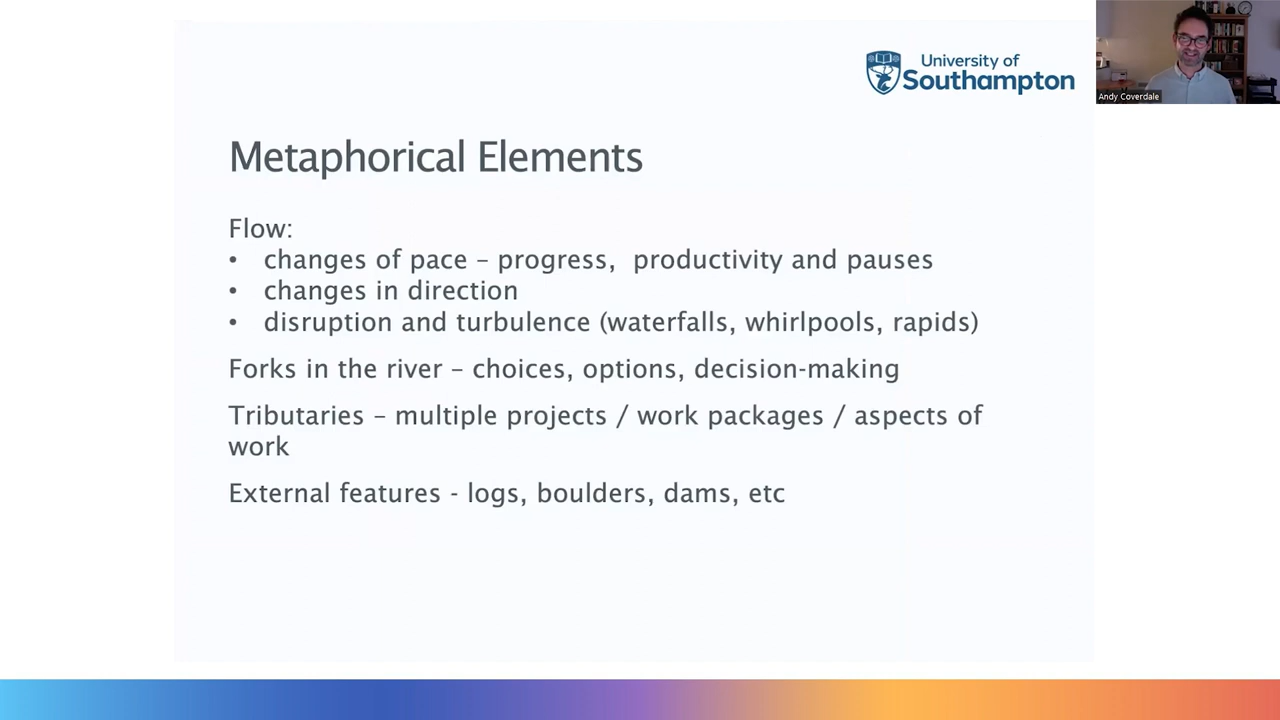 University of
Southampton
Andy Coverdale
Metaphorical Elements
Flow:
• changes of pace – progress,  productivity and pauses
• changes in direction
• disruption and turbulence (waterfalls, whirlpools, rapids)
Forks in the river – choices, options, decision-making
Tributaries – multiple projects / work packages / aspects of
work
External features - logs, boulders, dams, etc